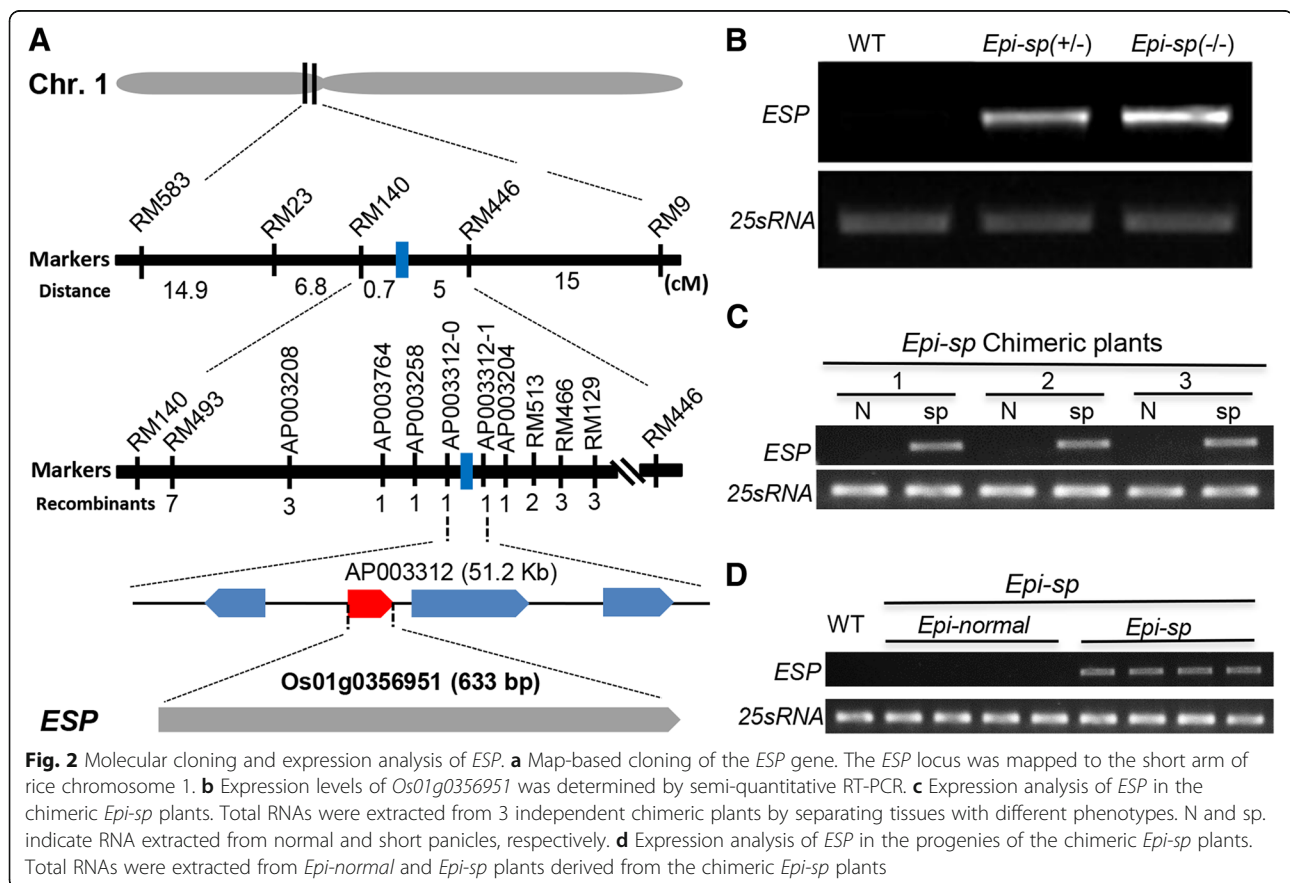 A
Chr. 1
RM583 RM23 RM140 RM446 RM9
Markers
Distance 14.9 6.8 0.7 5 15 (cM)
RM140 RM493 AP003208 AP003764 AP003258 AP003312-0 AP003312-1 AP003204 RM513 RM466 RM129 RM446
Markers
Recombinants 7 3 1 1 1 1 1 2 3 3
AP003312 (51.2 Kb)
Os01g0356951 (633 bp)
ESP
B
WT Epi-sp(+/-) Epi-sp(-/-)
ESP
25sRNA
C
Epi-sp Chimeric plants
1 2 3
N sp N sp N sp
ESP
25sRNA
D
Epi-sp
WT Epi-normal Epi-sp
ESP
25sRNA
Fig. 2 Molecular cloning and expression analysis of ESP. a Map-based cloning of the ESP gene. The ESP locus was mapped to the short arm of
rice chromosome 1. b Expression levels of Os01g0356951 was determined by semi-quantitative RT-PCR. c Expression analysis of ESP in the
chimeric Epi-sp plants. Total RNAs were extracted from 3 independent chimeric plants by separating tissues with different phenotypes. N and sp.
indicate RNA extracted from normal and short panicles, respectively. d Expression analysis of ESP in the progenies of the chimeric Epi-sp plants.
Total RNAs were extracted from Epi-normal and Epi-sp plants derived from the chimeric Epi-sp plants